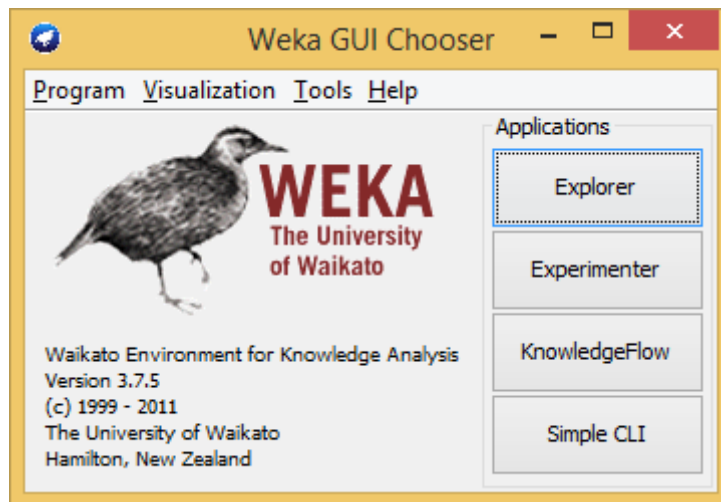 Weka GUI Chooser
Program Visualization Tools Help
WEKA
The University
of Waikato
Waikato Environment for Knowledge Analysis
Version 3.7.5
(c) 1999 - 2011
The University of Waikato
Hamilton, New Zealand
Applications
Explorer
Experimenter
KnowledgeFlow
Simple CLI